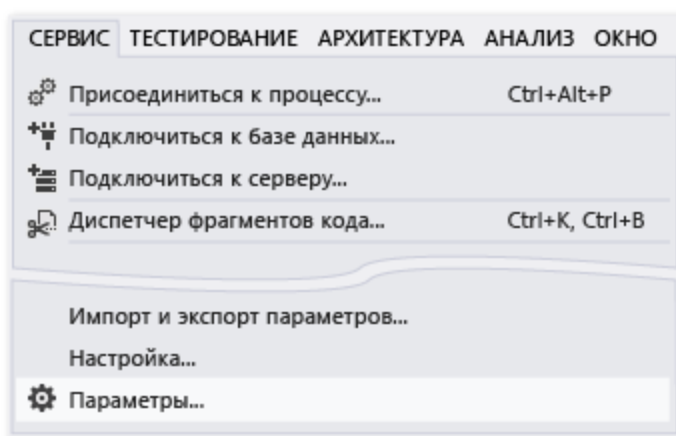 СЕРВИС ТЕСТИРОВАНИЕ АРХИТЕКТУРА АНАЛИЗ ОКНО
Присоединиться к процессу... Ctrl+Alt+P
Подключиться к базе данных...
Подключиться к серверу...
Диспетчер фрагментов кода... Ctrl+K, Ctrl+B
Импорт и экспорт параметров...
Настройка...
Параметры...